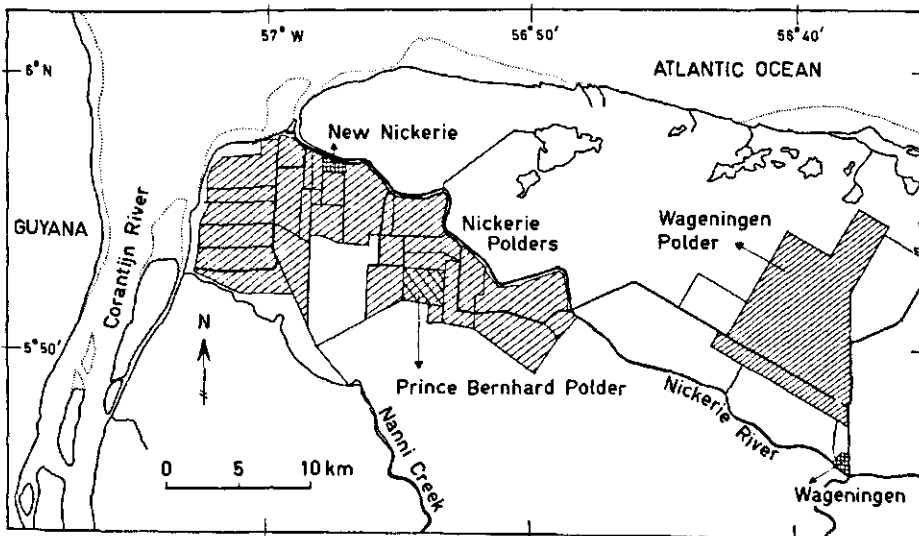 57° W
56° 50'
56° 40'
6° N
ATLANTIC OCEAN
New Nickerie
GUYANA
Corantijn River
Nickerie
Polders
Wageningen
Polder
N
5° 50'
Prince Bernhard Polder
Nickerie River
Nanni Creek
0 5 10 km
Wageningen